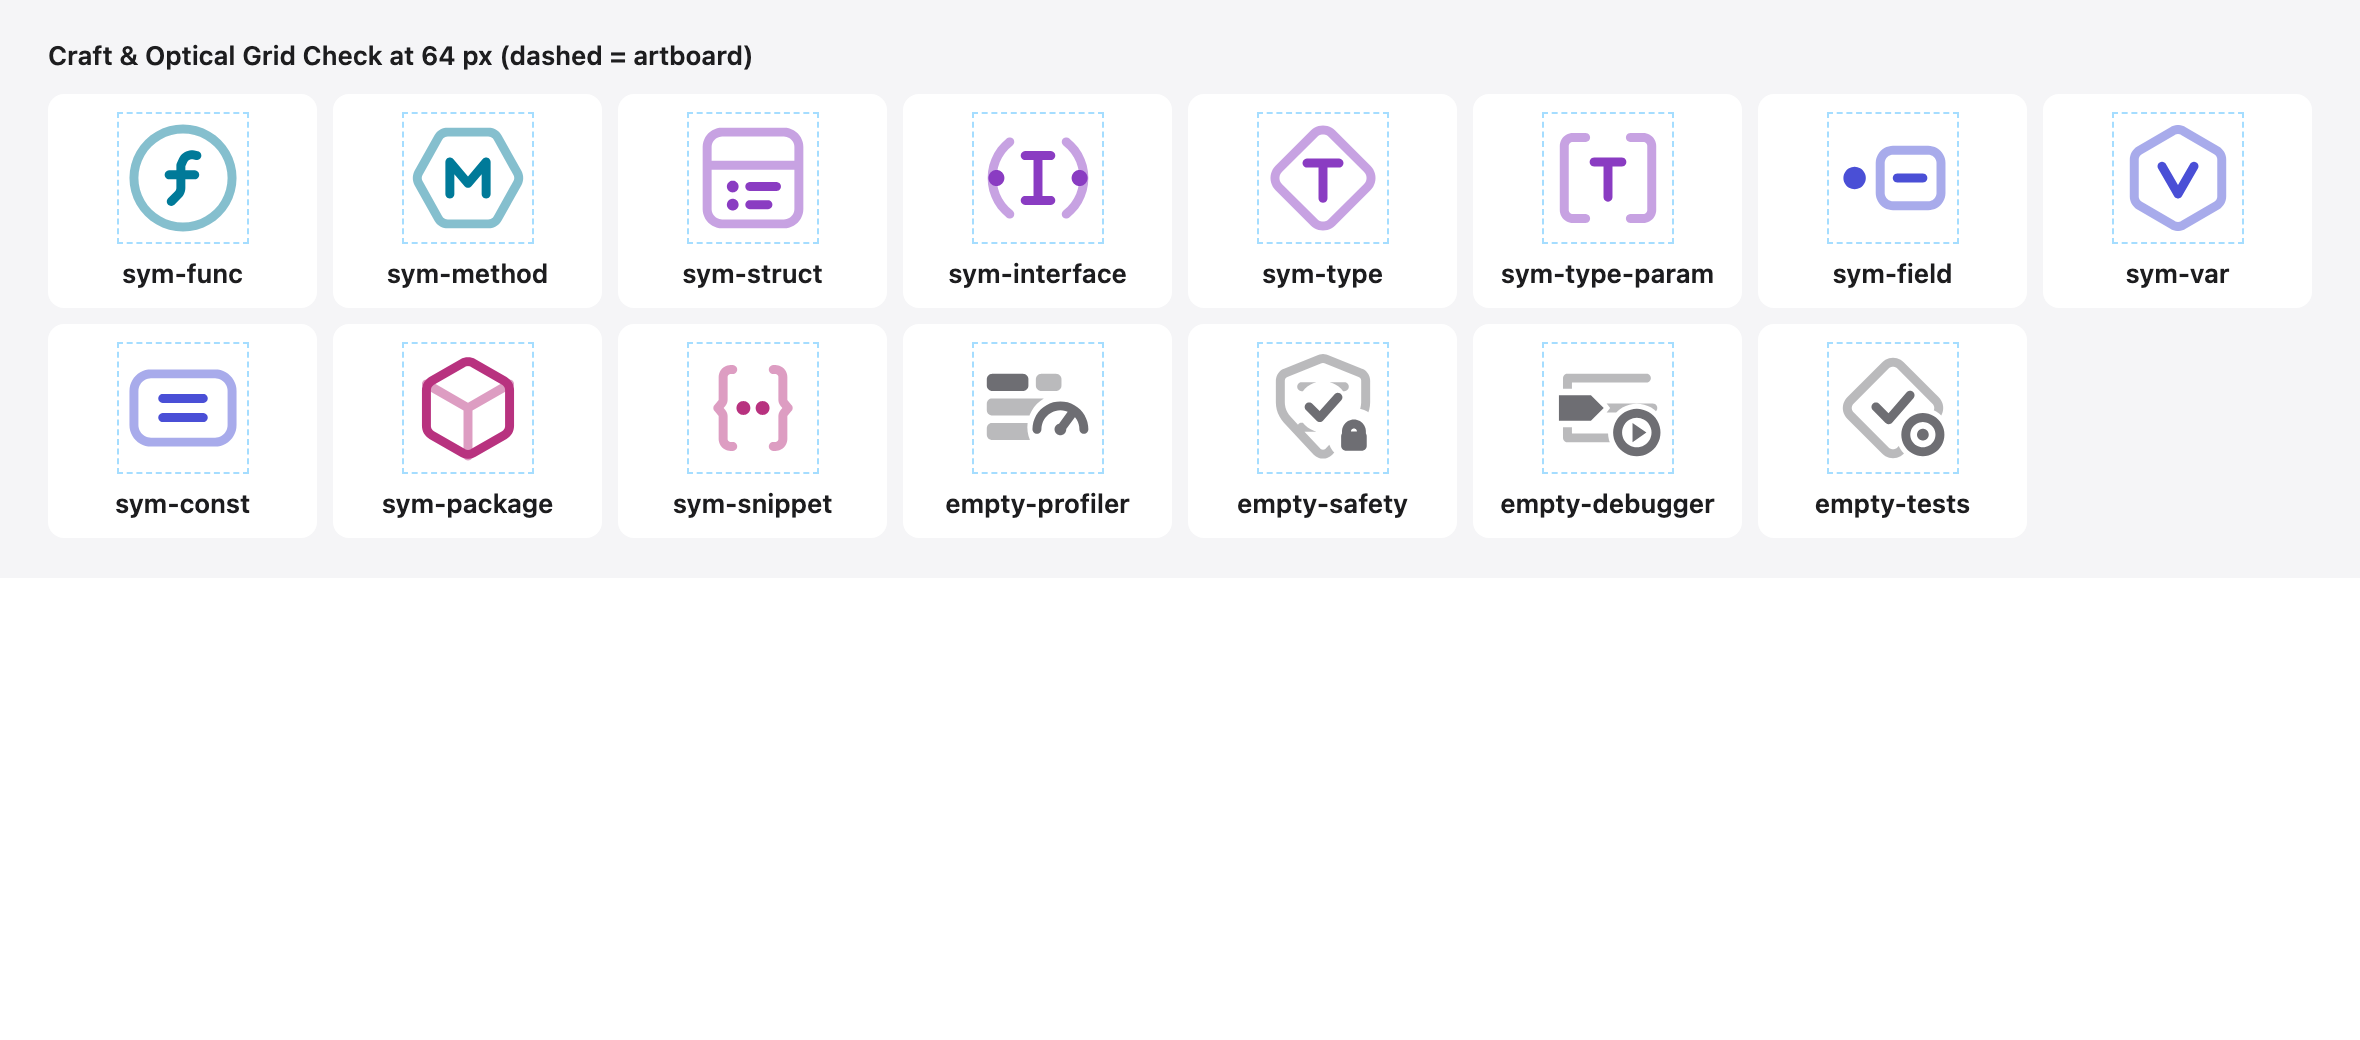 Craft & Optical Grid Check at 64 px (dashed = artboard)
f M I T T V
sym-func sym-method sym-struct sym-interface sym-type sym-type-param sym-field sym-var
sym-const sym-package sym-snippet empty-profiler empty-safety empty-debugger empty-tests